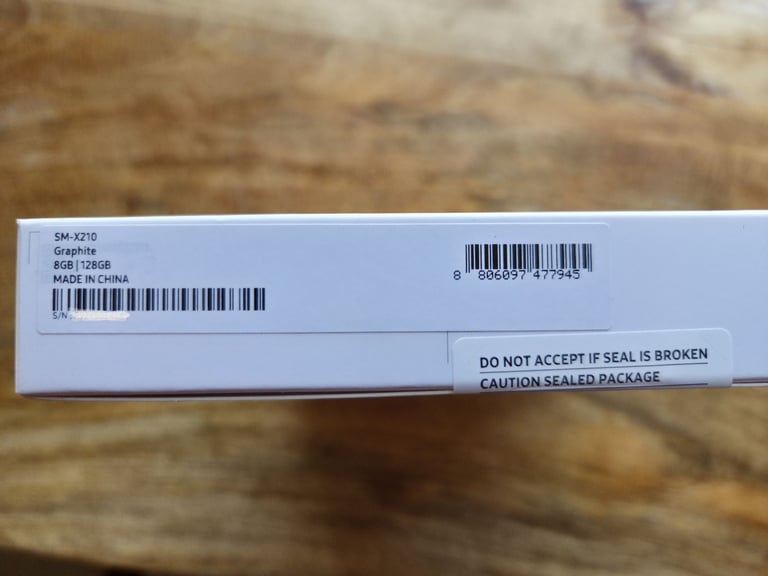 SM-X210
Graphite
8GB | 128GB
MADE IN CHINA
S/N:
8 806097 477945
DO NOT ACCEPT IF SEAL IS BROKEN
CAUTION SEALED PACKAGE